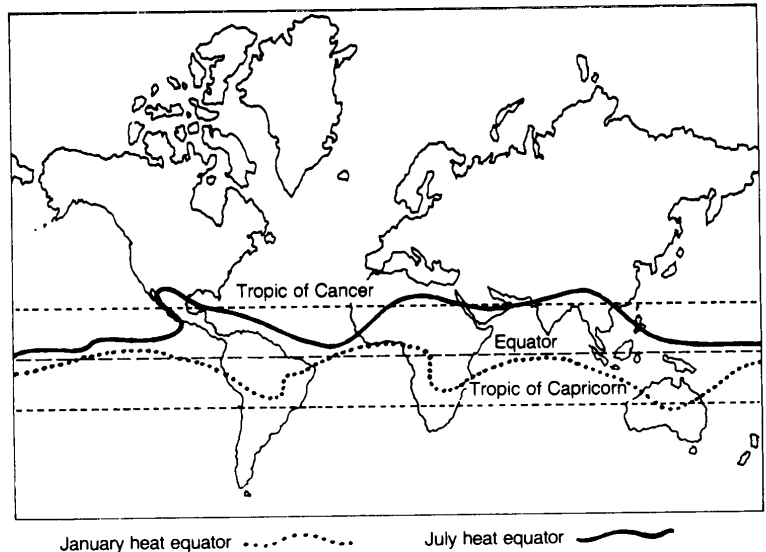 Tropic of Cancer
Equator
Tropic of Capricorn
January heat equator
July heat equator